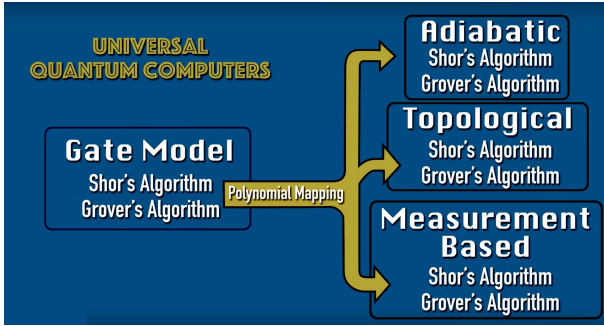 UNIVERSAL
QUANTUM COMPUTERS
Gate Model
Shor's Algorithm
Grover's Algorithm
Polynomial Mapping
Adiabatic
Shor's Algorithm
Grover's Algorithm
Topological
Shor's Algorithm
Grover's Algorithm
Measurement
Based
Shor's Algorithm
Grover's Algorithm